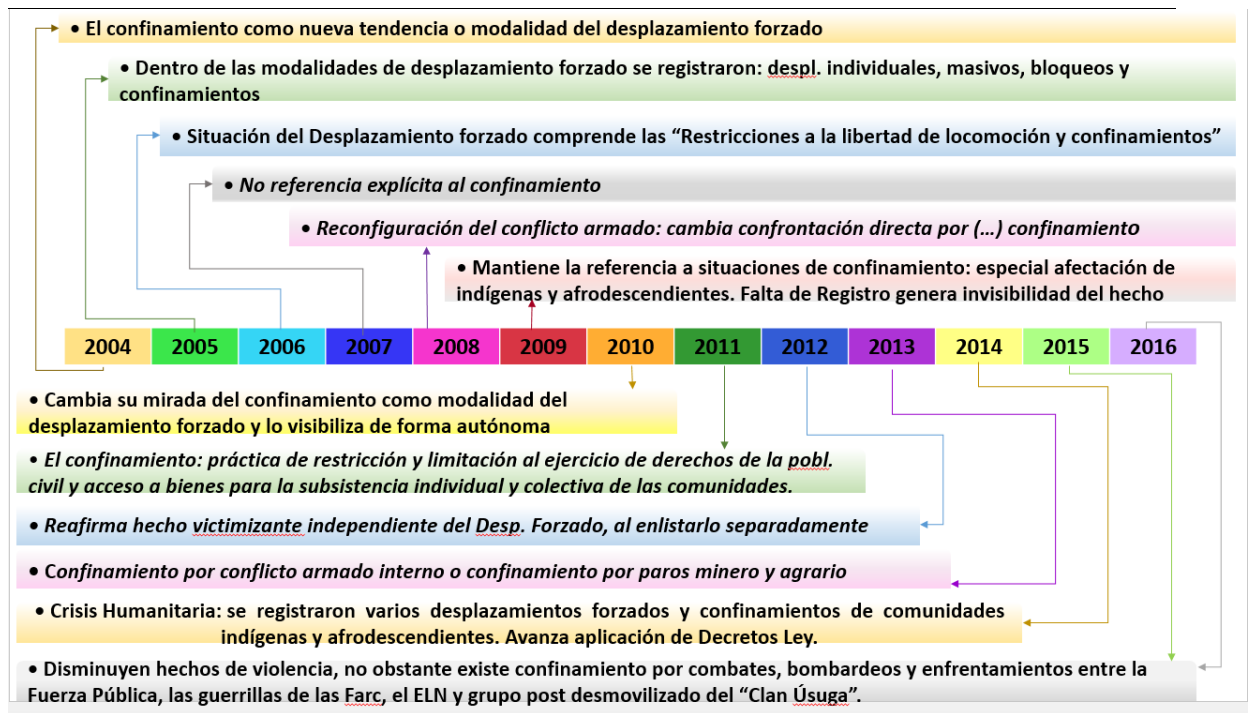 • El confinamiento como nueva tendencia o modalidad del desplazamiento forzado
• Dentro de las modalidades de desplazamiento forzado se registraron: despl. individuales, masivos, bloqueos y
confinamientos
• Situación del Desplazamiento forzado comprende las “Restricciones a la libertad de locomoción y confinamientos”
• No referencia explícita al confinamiento
• Reconfiguración del conflicto armado: cambia confrontación directa por (…) confinamiento
• Mantiene la referencia a situaciones de confinamiento: especial afectación de
indígenas y afrodescendientes. Falta de Registro genera invisibilidad del hecho
2004 2005 2006 2007 2008 2009 2010 2011 2012 2013 2014 2015 2016
• Cambia su mirada del confinamiento como modalidad del
desplazamiento forzado y lo visibiliza de forma autónoma
• El confinamiento: práctica de restricción y limitación al ejercicio de derechos de la pobl.
civil y acceso a bienes para la subsistencia individual y colectiva de las comunidades.
• Reafirma hecho victimizante independiente del Desp. Forzado, al enlistarlo separadamente
• Confinamiento por conflicto armado interno o confinamiento por paros minero y agrario
• Crisis Humanitaria: se registraron varios desplazamientos forzados y confinamientos de comunidades
indígenas y afrodescendientes. Avanza aplicación de Decretos Ley.
• Disminuyen hechos de violencia, no obstante existe confinamiento por combates, bombardeos y enfrentamientos entre la
Fuerza Pública, las guerrillas de las Farc, el ELN y grupo post desmovilizado del “Clan Úsuga”.